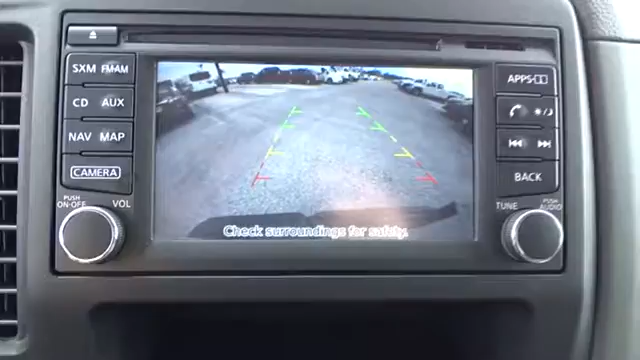 SXM FM•AM
CD AUX
NAV MAP
CAMERA
PUSH
ON•OFF VOL
APPS•
BACK
TUNE PUSH
AUDIO
Check surroundings for safety.